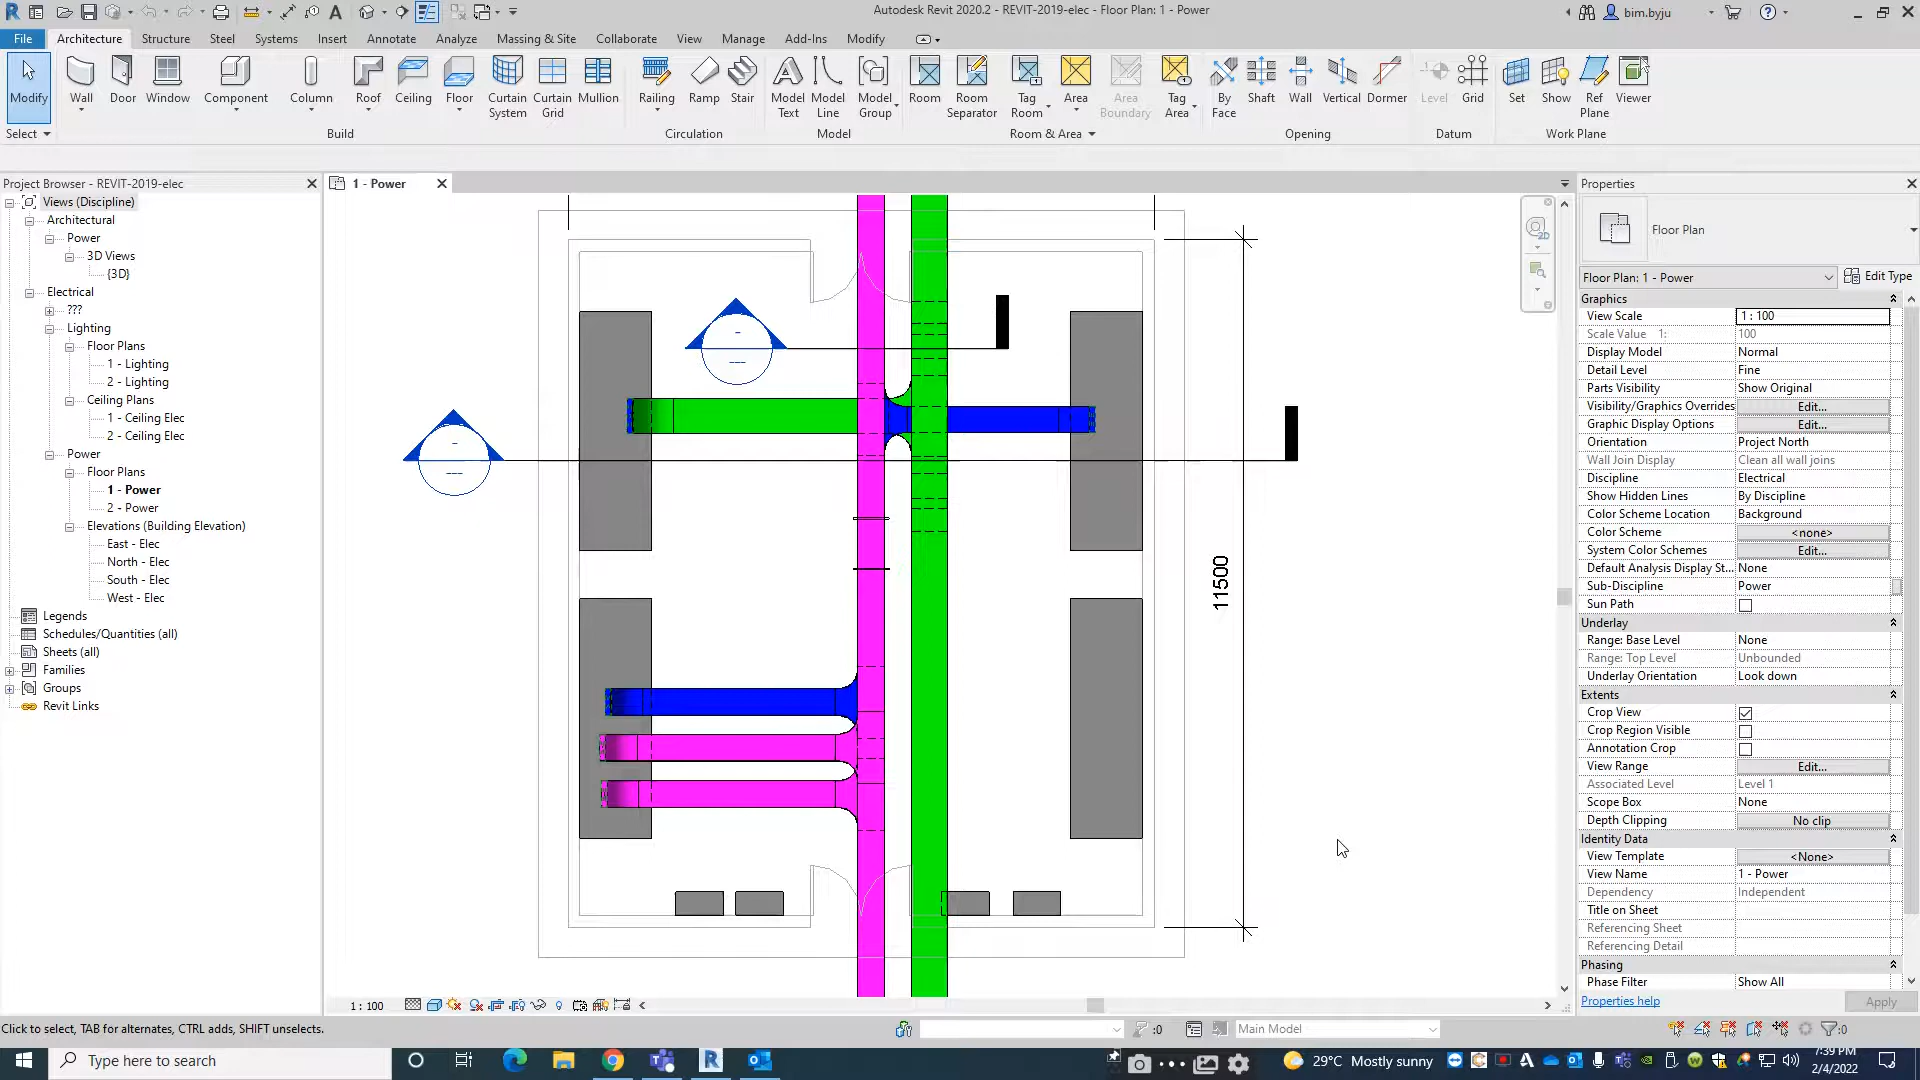 Autodesk Revit 2020.2 - REVIT-2019-elec - Floor Plan: 1 - Power
bim.byju
File Architecture Structure Steel Systems Insert Annotate Analyze Massing & Site Collaborate View Manage Add-Ins Modify
Modify Wall Door Window Component Column Roof Ceiling Floor Curtain System Curtain Grid Mullion Railing Ramp Stair Model Text Model Line Model Group Room Room Separator Tag Room Area Area Boundary Tag Area By Face Shaft Wall Vertical Dormer Level Grid Set Show Ref Plane Viewer
Select Build Circulation Model Room & Area Opening Datum Work Plane
Project Browser - REVIT-2019-elec
Views (Discipline)
Architectural
Power
3D Views
{3D}
Electrical
???
Lighting
Floor Plans
1 - Lighting
2 - Lighting
Ceiling Plans
1 - Ceiling Elec
2 - Ceiling Elec
Power
Floor Plans
1 - Power
2 - Power
Elevations (Building Elevation)
East - Elec
North - Elec
South - Elec
West - Elec
Legends
Schedules/Quantities (all)
Sheets (all)
Families
Groups
Revit Links
1 - Power
2D
11500
1 : 100
Properties
Floor Plan
Floor Plan: 1 - Power Edit Type
Graphics
View Scale 1 : 100
Scale Value 1: 100
Display Model Normal
Detail Level Fine
Parts Visibility Show Original
Visibility/Graphics Overrides Edit...
Graphic Display Options Edit...
Orientation Project North
Wall Join Display Clean all wall joins
Discipline Electrical
Show Hidden Lines By Discipline
Color Scheme Location Background
Color Scheme <none>
System Color Schemes Edit...
Default Analysis Display St... None
Sub-Discipline Power
Sun Path
Underlay
Range: Base Level None
Range: Top Level Unbounded
Underlay Orientation Look down
Extents
Crop View
Crop Region Visible
Annotation Crop
View Range Edit...
Associated Level Level 1
Scope Box None
Depth Clipping No clip
Identity Data
View Template <None>
View Name 1 - Power
Dependency Independent
Title on Sheet
Referencing Sheet
Referencing Detail
Phasing
Phase Filter Show All
Properties help Apply
Click to select, TAB for alternates, CTRL adds, SHIFT unselects.
:0
Main Model
:0
Type here to search
29°C Mostly sunny
7:39 PM
2/4/2022